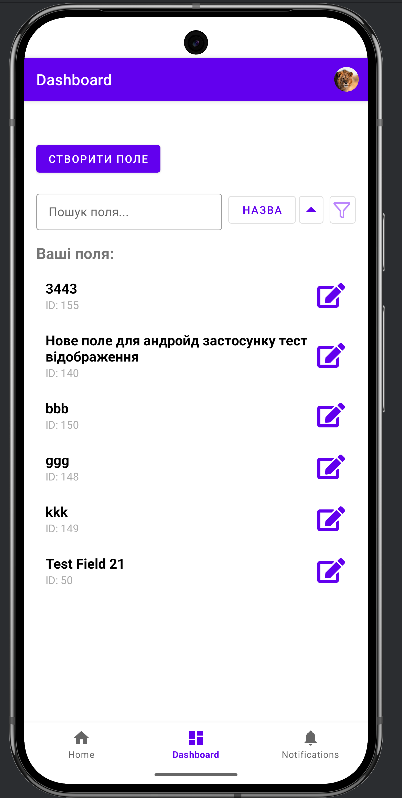 Dashboard
СТВОРИТИ ПОЛЕ
Пошук поля...
НАЗВА
Ваші поля:
3443
ID: 155
Нове поле для андройд застосунку тест
відображення
ID: 140
bbb
ID: 150
ggg
ID: 148
kkk
ID: 149
Test Field 21
ID: 50
Home
Dashboard
Notifications